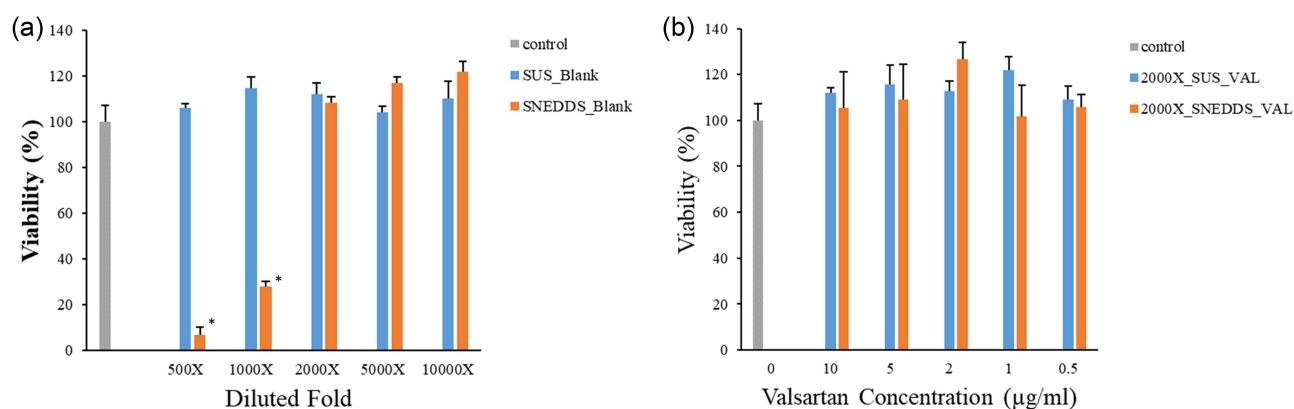 (a)
140
120
100
80
60
40
20
0
Viability (%)
*
*
500X 1000X 2000X 5000X 10000X
Diluted Fold
control
SUS_Blank
SNEDDS_Blank
(b)
140
120
100
80
60
40
20
0
Viability (%)
0 10 5 2 1 0.5
Valsartan Concentration (µg/ml)
control
2000X_SUS_VAL
2000X_SNEDDS_VAL